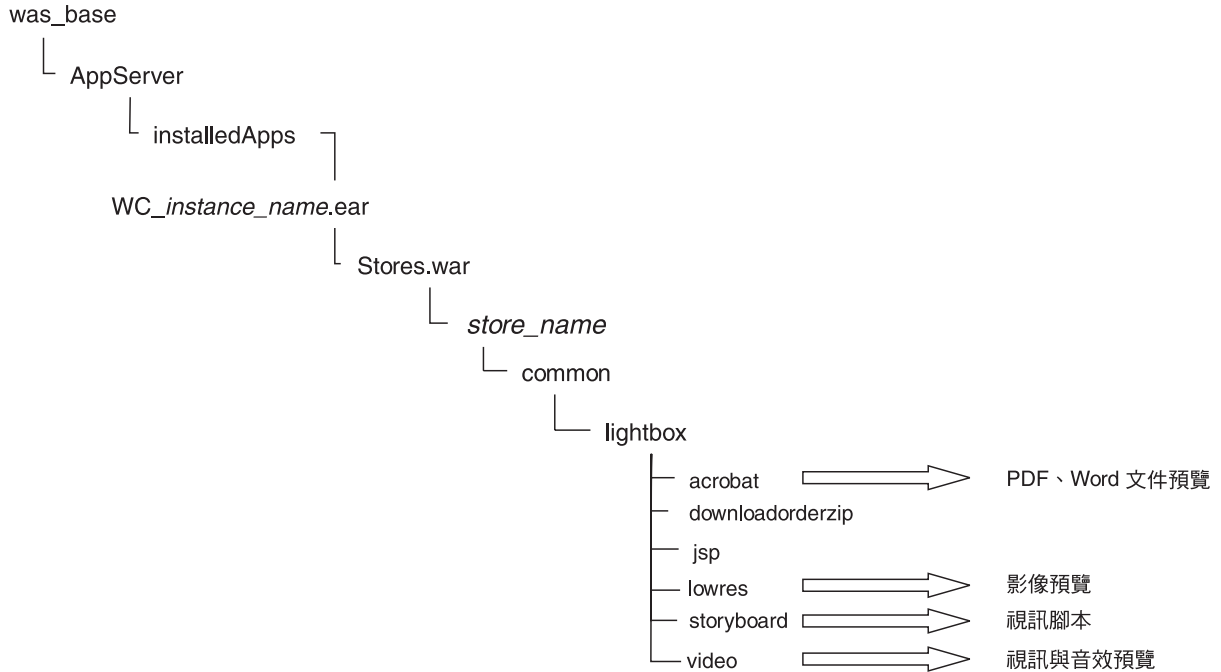 was_base
AppServer
installedApps
WC_instance_name.ear
Stores.war
store_name
common
lightbox
acrobat PDF、Word 文件預覽
downloadorderzip
jsp
lowres 影像預覽
storyboard 視訊腳本
video 視訊與音效預覽